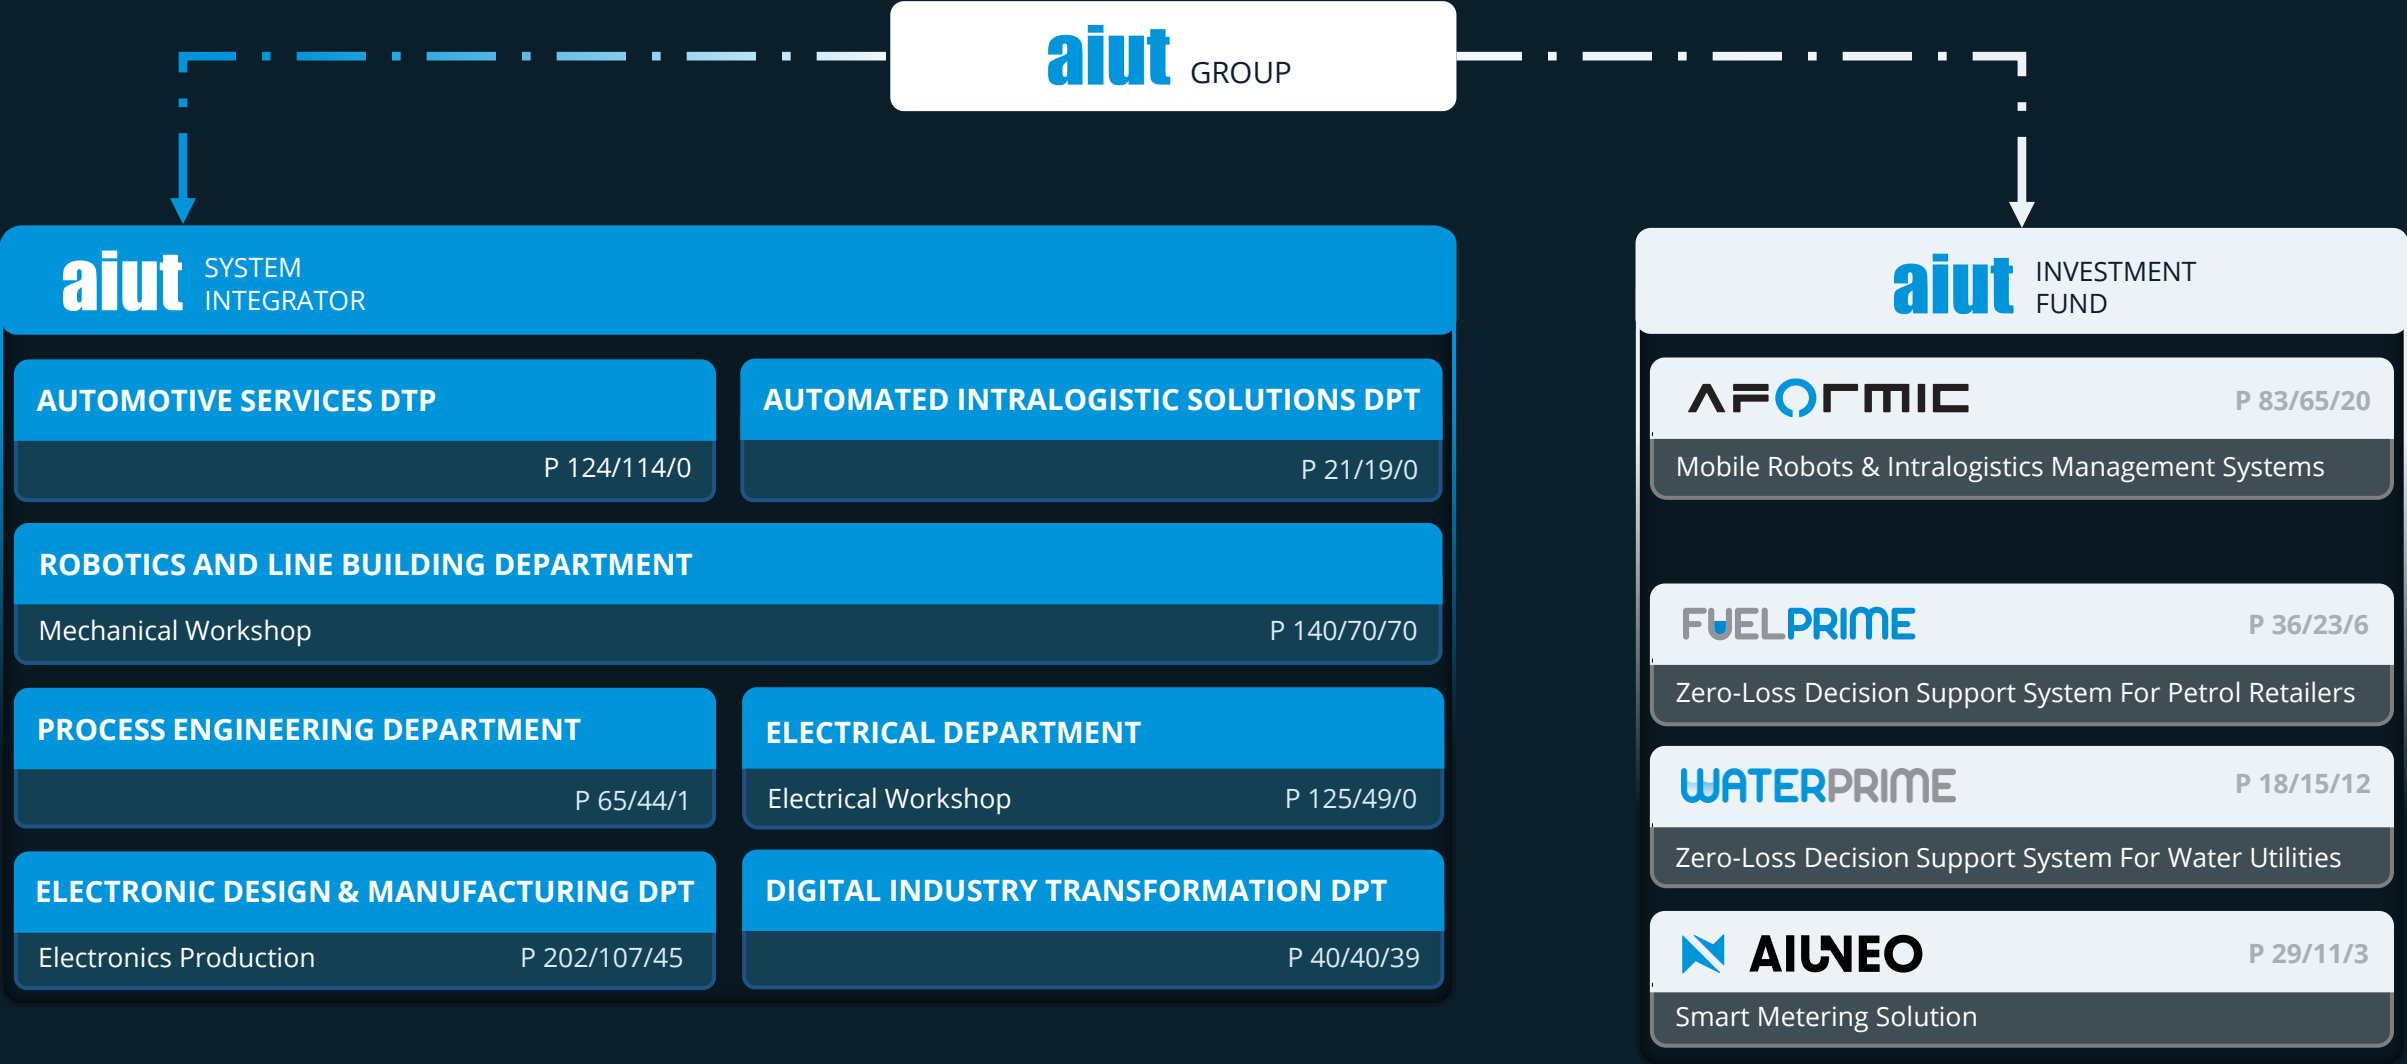 aiut GROUP
aiut SYSTEM
INTEGRATOR
AUTOMOTIVE SERVICES DTP
P 124/114/0
AUTOMATED INTRALOGISTIC SOLUTIONS DPT
P 21/19/0
ROBOTICS AND LINE BUILDING DEPARTMENT
Mechanical Workshop P 140/70/70
PROCESS ENGINEERING DEPARTMENT
P 65/44/1
ELECTRICAL DEPARTMENT
Electrical Workshop P 125/49/0
ELECTRONIC DESIGN & MANUFACTURING DPT
Electronics Production P 202/107/45
DIGITAL INDUSTRY TRANSFORMATION DPT
P 40/40/39
aiut INVESTMENT
FUND
AFORMIC P 83/65/20
Mobile Robots & Intralogistics Management Systems
FUELPRIME P 36/23/6
Zero-Loss Decision Support System For Petrol Retailers
WATERPRIME P 18/15/12
Zero-Loss Decision Support System For Water Utilities
AIUNEO P 29/11/3
Smart Metering Solution